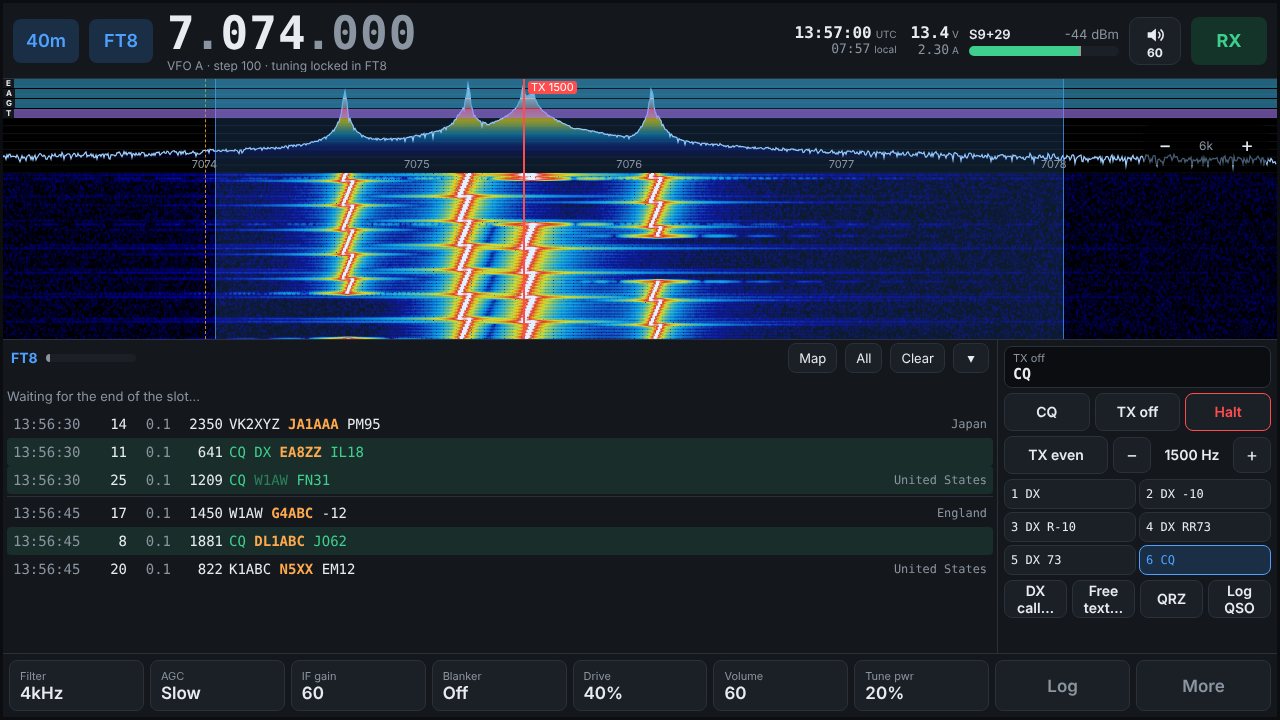 40m FT8 7.074.000 13:57:00 UTC 13.4 V S9+29 -44 dBm RX
07:57 local 2.30 A 60
VFO A · step 100 · tuning locked in FT8
E
A
G
T
TX 1500
− 6k +
7074 7075 7076 7077 7078
FT8 Map All Clear ▼
Waiting for the end of the slot...
13:56:30 14 0.1 2350 VK2XYZ JA1AAA PM95 Japan
13:56:30 11 0.1 641 CQ DX EA8ZZ IL18
13:56:30 25 0.1 1209 CQ W1AW FN31 United States
13:56:45 17 0.1 1450 W1AW G4ABC -12 England
13:56:45 8 0.1 1881 CQ DL1ABC JO62
13:56:45 20 0.1 822 K1ABC N5XX EM12 United States
TX off
CQ
CQ TX off Halt
TX even − 1500 Hz +
1 DX 2 DX -10
3 DX R-10 4 DX RR73
5 DX 73 6 CQ
DX call... Free text... QRZ Log QSO
Filter AGC IF gain Blanker Drive Volume Tune pwr
4kHz Slow 60 Off 40% 60 20% Log More